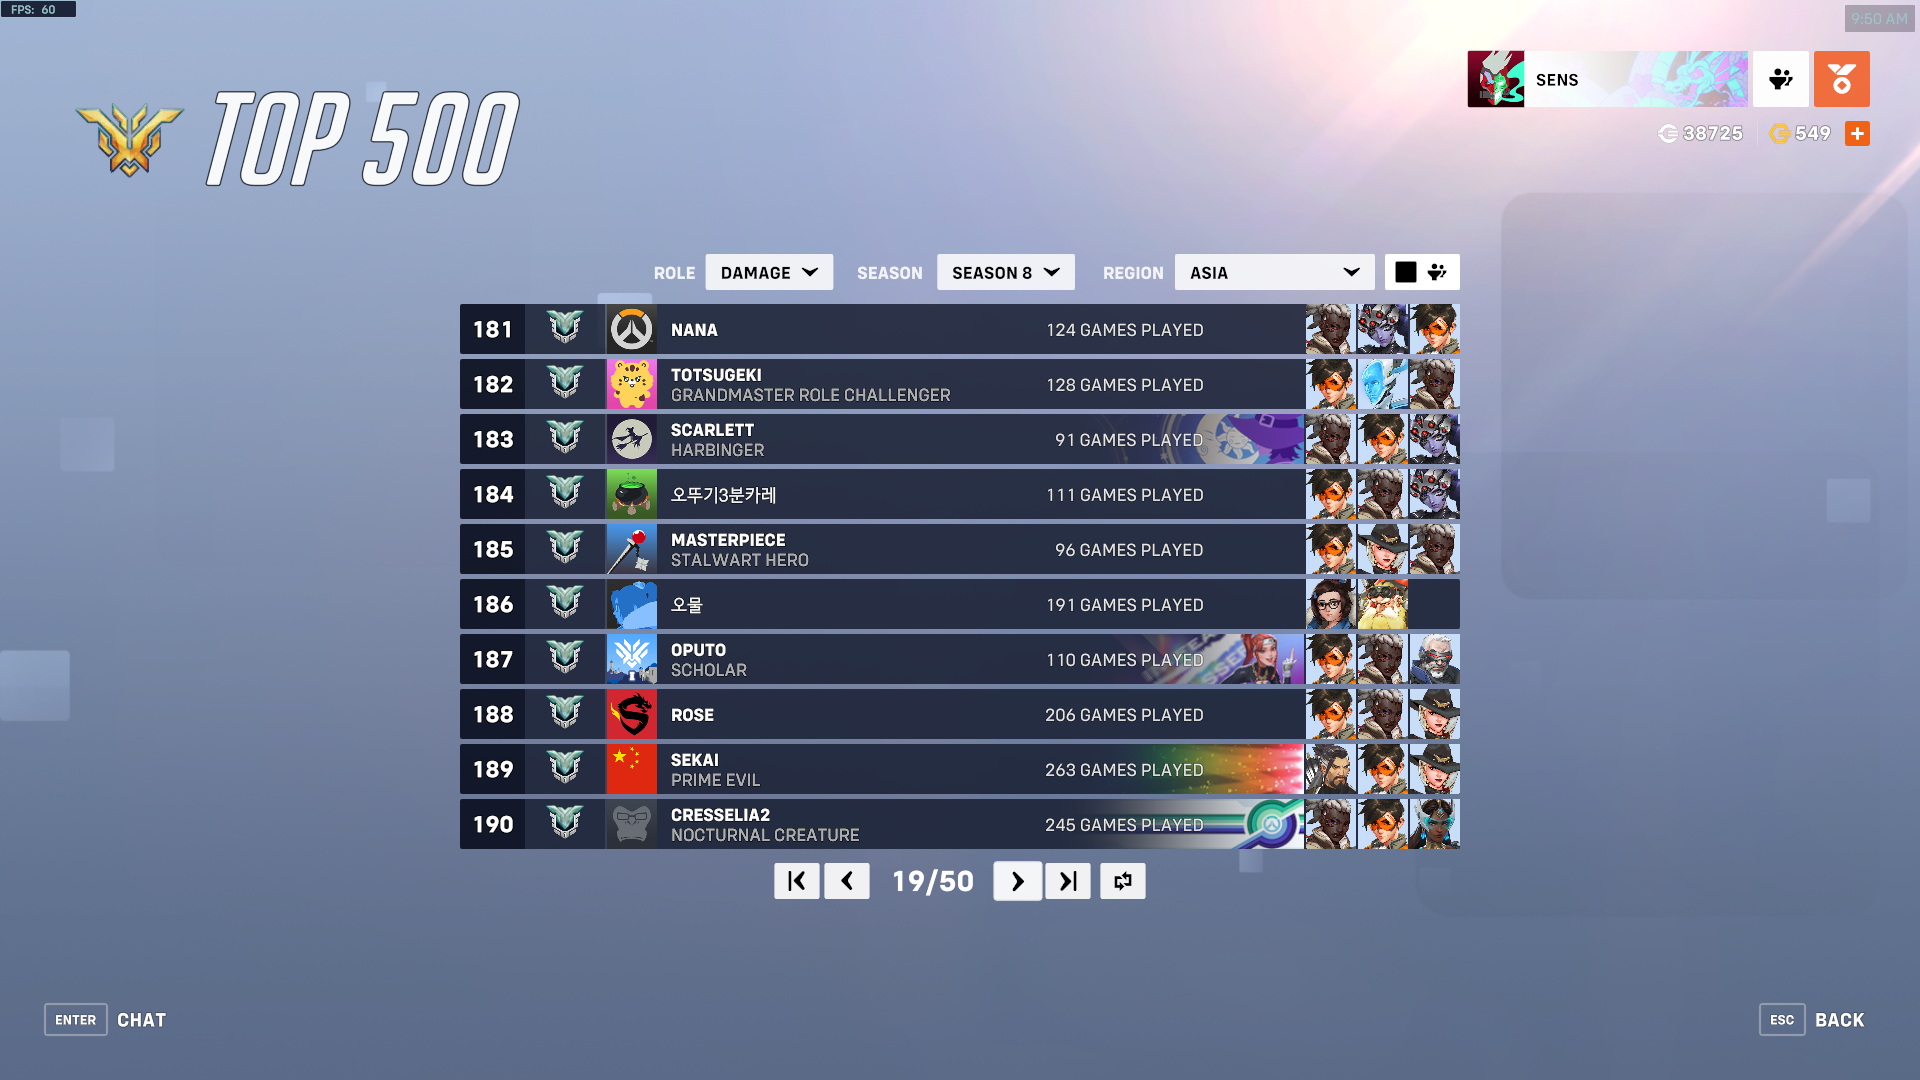 FPS: 60
9:50 AM
SENS
38725
549
TOP 500
ROLE DAMAGE SEASON SEASON 8 REGION ASIA
181 NANA 124 GAMES PLAYED
182 TOTSUGEKI 128 GAMES PLAYED
GRANDMASTER ROLE CHALLENGER
183 SCARLETT 91 GAMES PLAYED
HARBINGER
184 오뚜기3분카레 111 GAMES PLAYED
185 MASTERPIECE 96 GAMES PLAYED
STALWART HERO
186 오물 191 GAMES PLAYED
187 OPUTO 110 GAMES PLAYED
SCHOLAR
188 ROSE 206 GAMES PLAYED
189 SEKAI 263 GAMES PLAYED
PRIME EVIL
190 CRESSELIA2 245 GAMES PLAYED
NOCTURNAL CREATURE
19/50
ENTER CHAT
ESC BACK